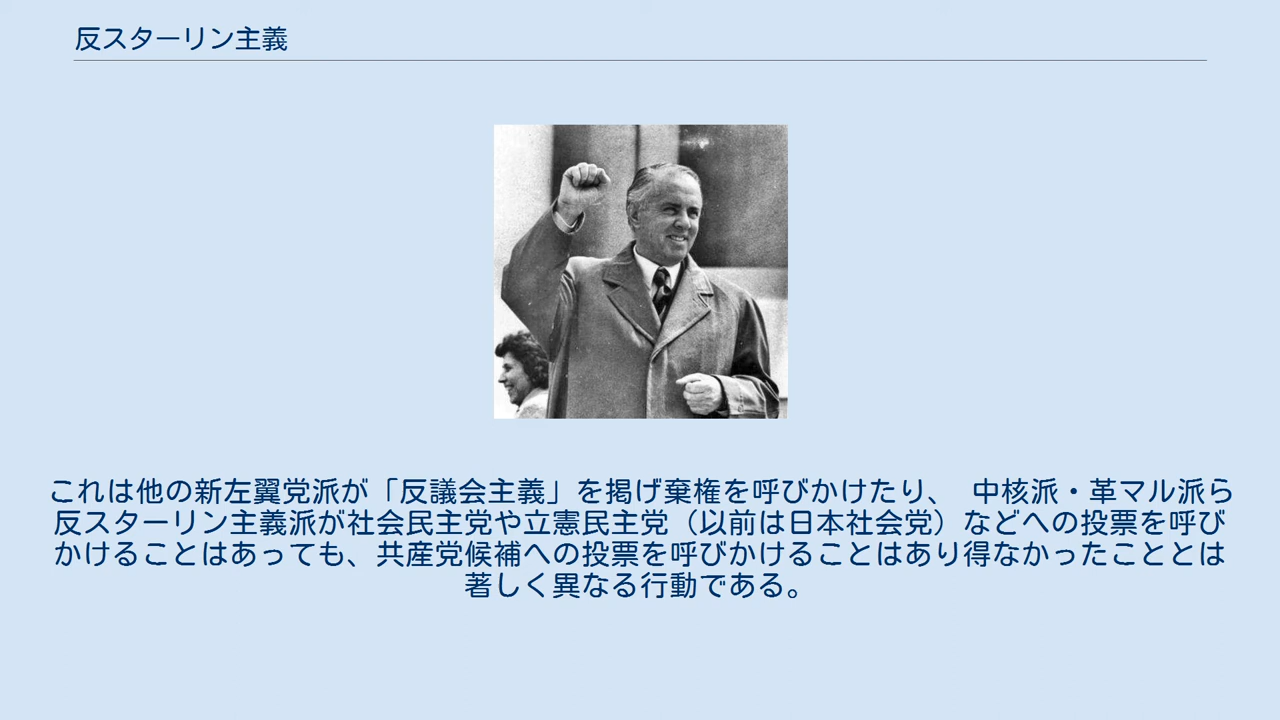 反スターリン主義
これは他の新左翼党派が「反議会主義」を掲げ棄権を呼びかけたり、　中核派・革マル派ら
反スターリン主義派が社会民主党や立憲民主党（以前は日本社会党）などへの投票を呼び
かけることはあっても、共産党候補への投票を呼びかけることはあり得なかったこととは
著しく異なる行動である。